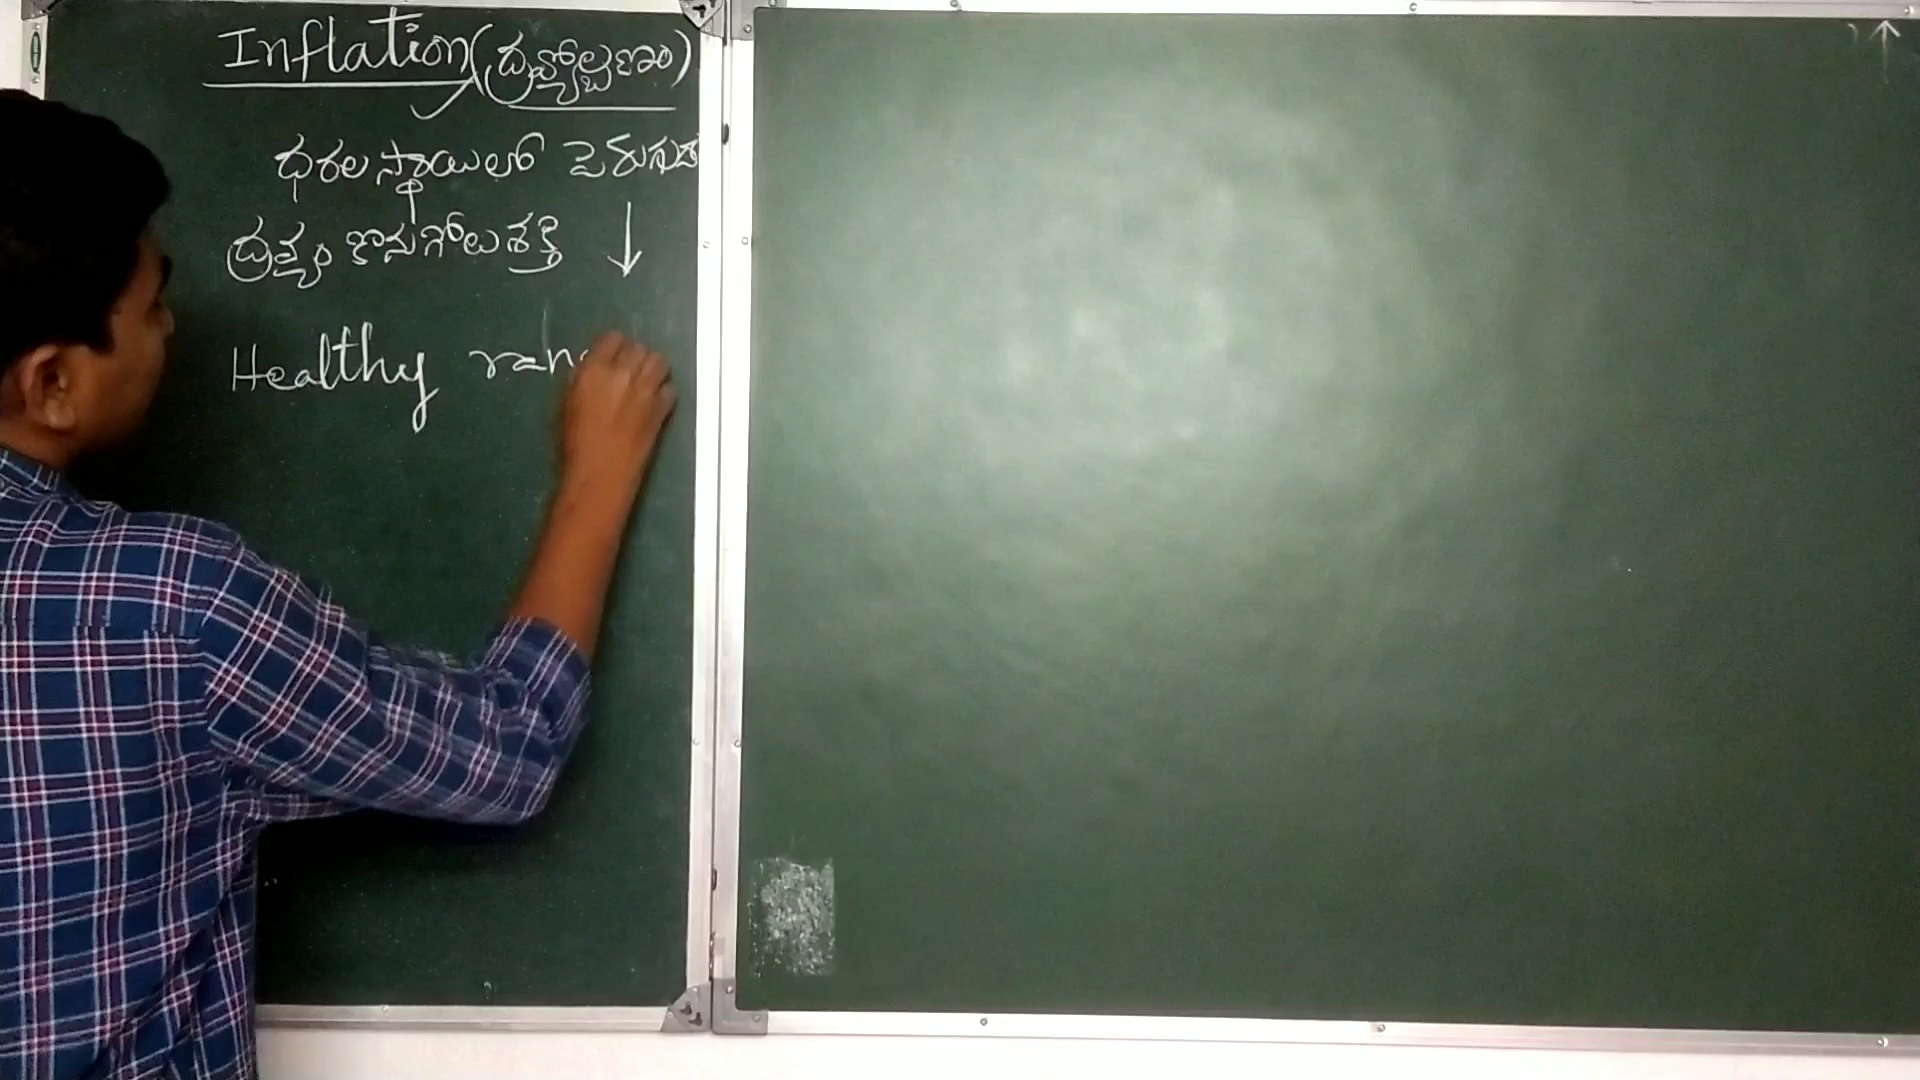 Inflation (ద్రవ్యోల్బణం)
ధరల స్థాయిలో పెరుగుద
ద్రవ్యం కొనుగోలు శక్తి ↓
Healthy ran